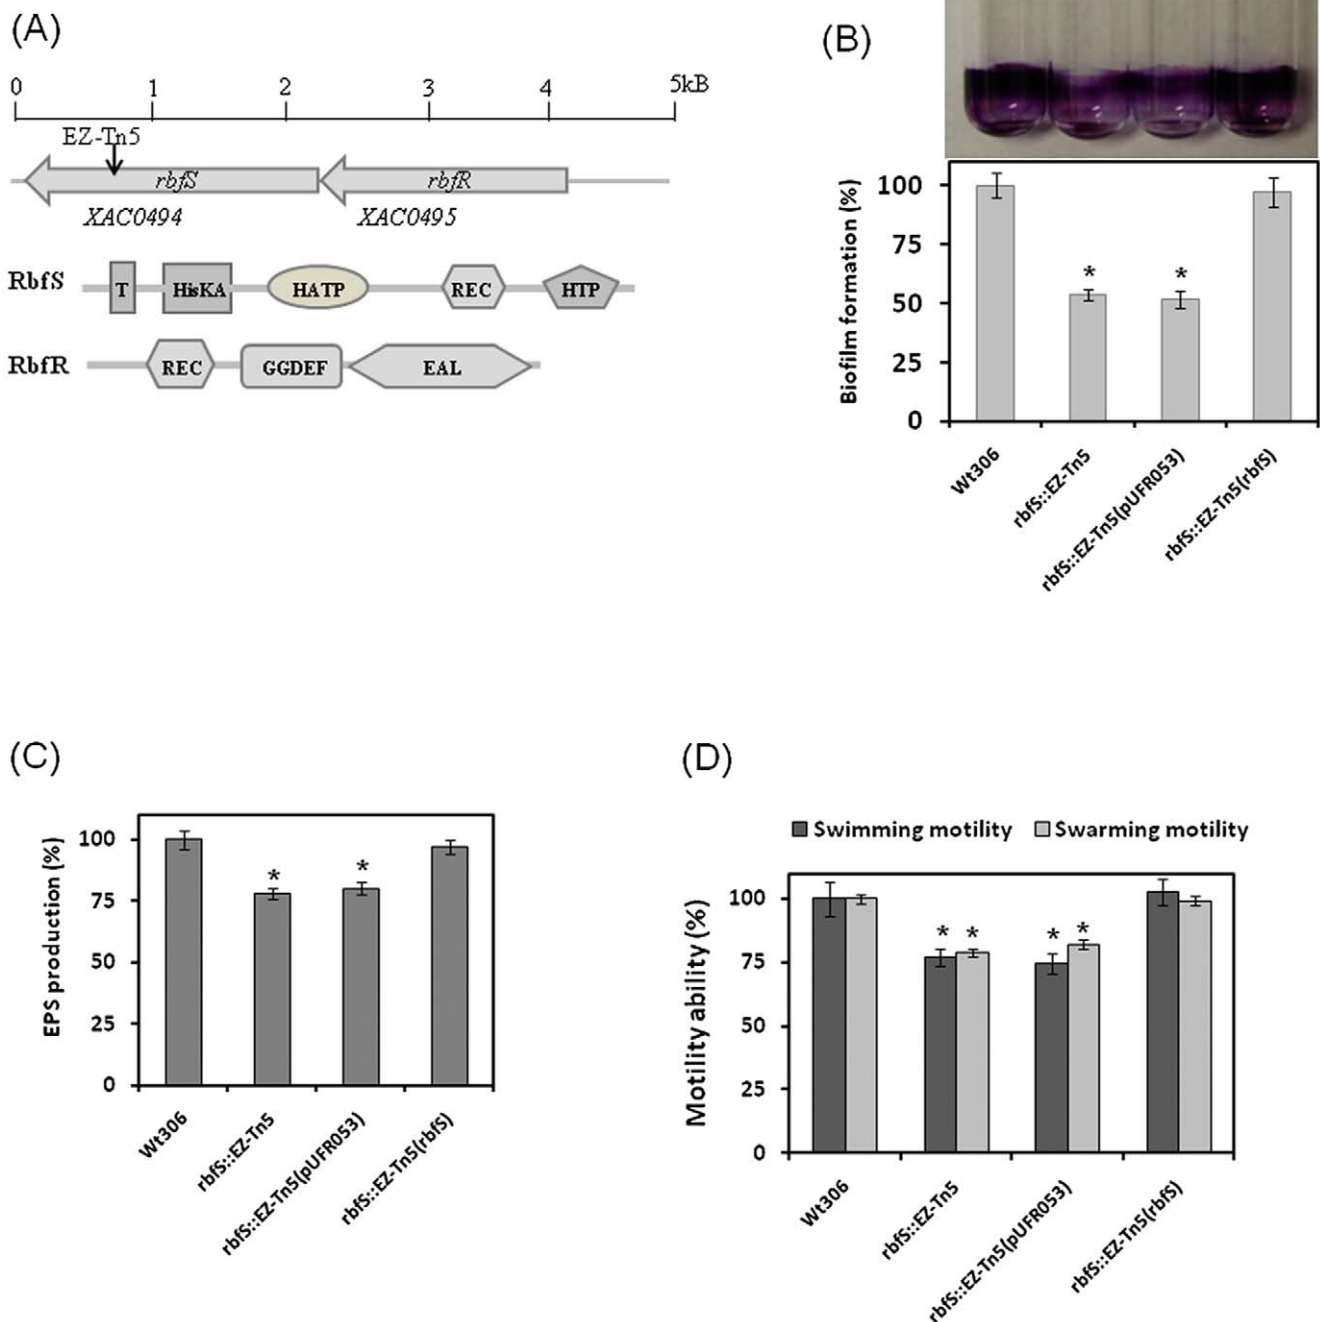 (A)
0 1 2 3 4 5kB
EZ-Tn5
rbfS rbfR
XAC0494 XAC0495
RbfS T HisKA HATP REC HTP
RbfR REC GGDEF EAL
(B)
Biofilm formation (%)
100
75
50
25
0
* *
Wt306
rbfS::EZ-Tn5
rbfS::EZ-Tn5(pUFR053)
rbfS::EZ-Tn5(rbfS)
(C)
EPS production (%)
100
75
50
25
0
* *
Wt306
rbfS::EZ-Tn5
rbfS::EZ-Tn5(pUFR053)
rbfS::EZ-Tn5(rbfS)
(D)
Swimming motility Swarming motility
Motility ability (%)
100
75
50
25
0
* * * *
Wt306
rbfS::EZ-Tn5
rbfS::EZ-Tn5(pUFR053)
rbfS::EZ-Tn5(rbfS)